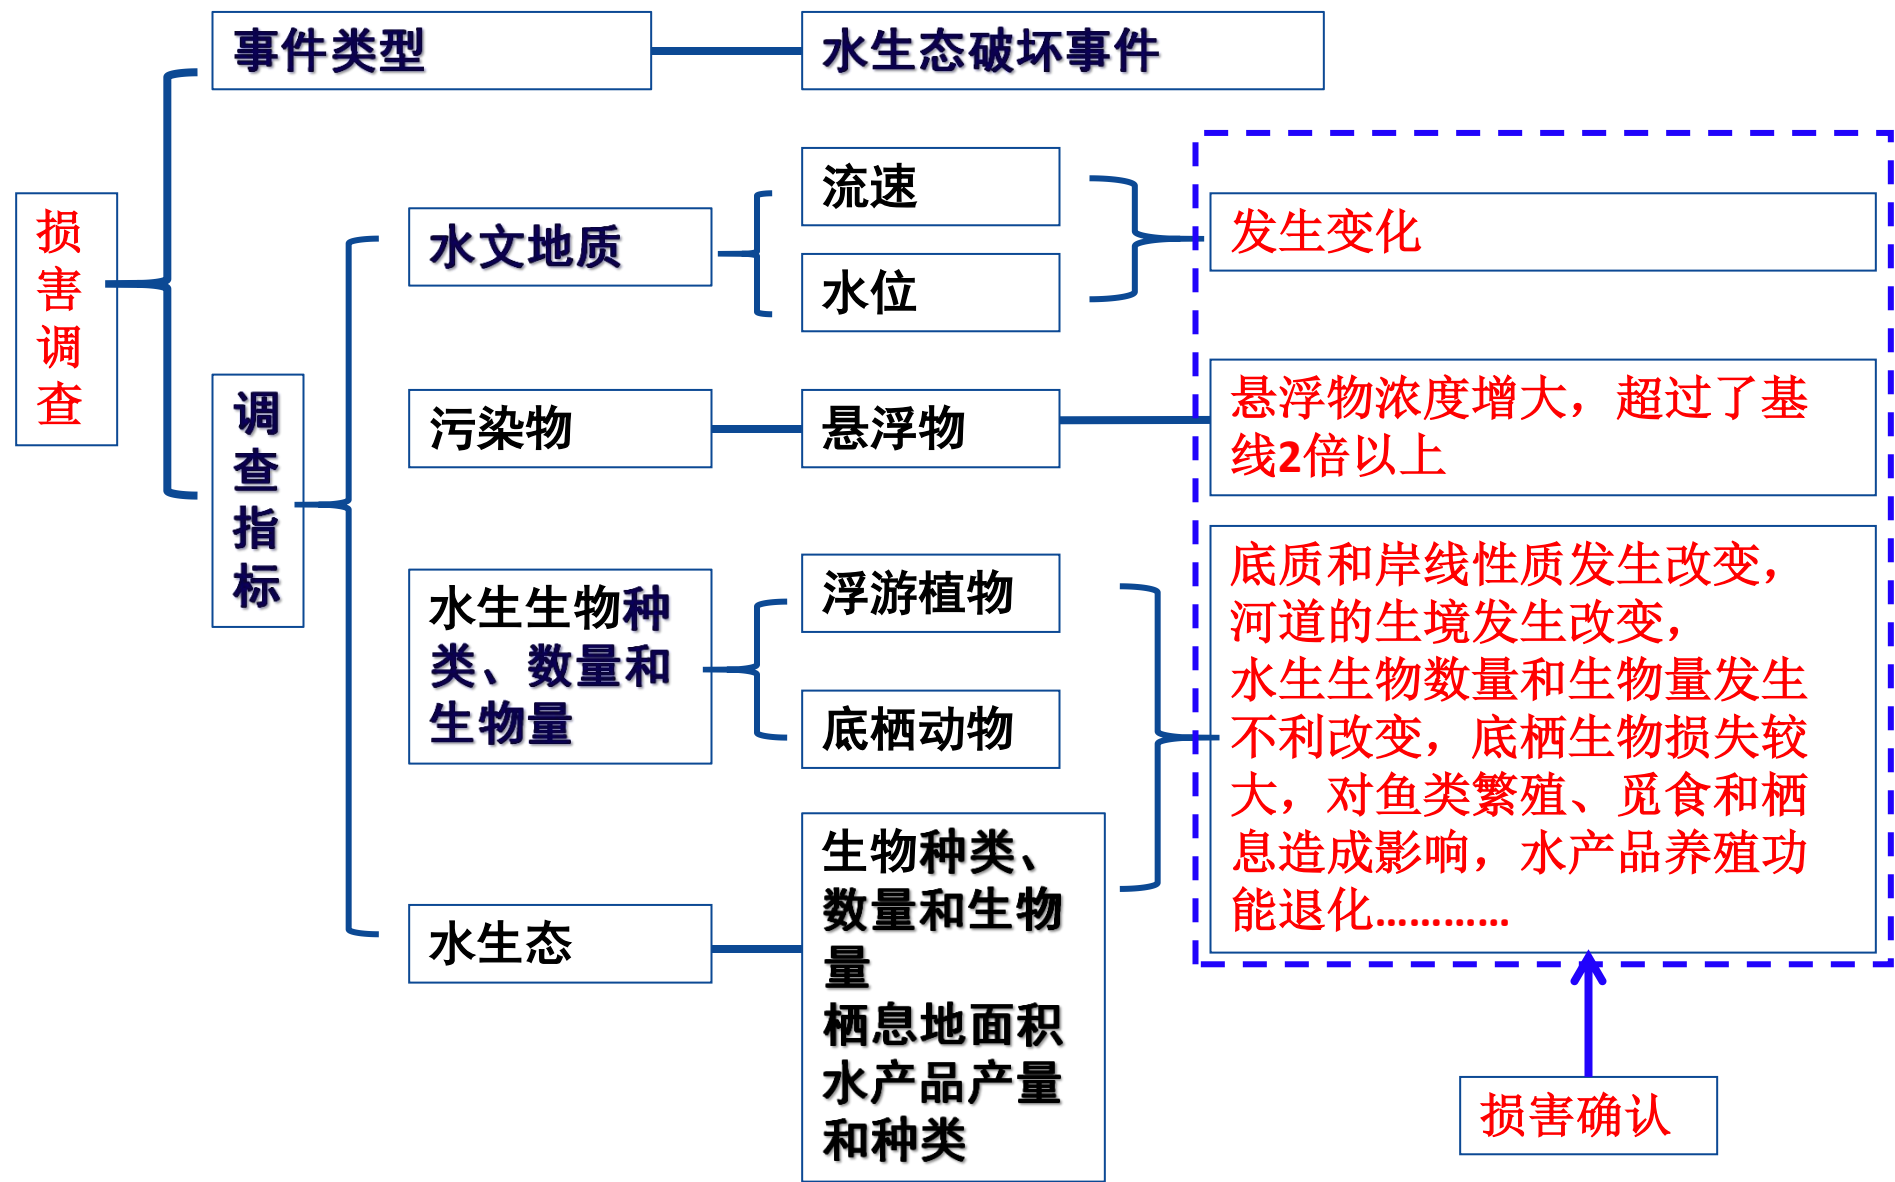 事件类型
水生态破坏事件
损
害
调
查
调
查
指
标
水文地质
流速
水位
发生变化
污染物
悬浮物
悬浮物浓度增大，超过了基
线2倍以上
水生生物种
类、数量和
生物量
浮游植物
底栖动物
底质和岸线性质发生改变，
河道的生境发生改变，
水生生物数量和生物量发生
不利改变，底栖生物损失较
大，对鱼类繁殖、觅食和栖
息造成影响，水产品养殖功
能退化…………
水生态
生物种类、
数量和生物
量
栖息地面积
水产品产量
和种类
损害确认